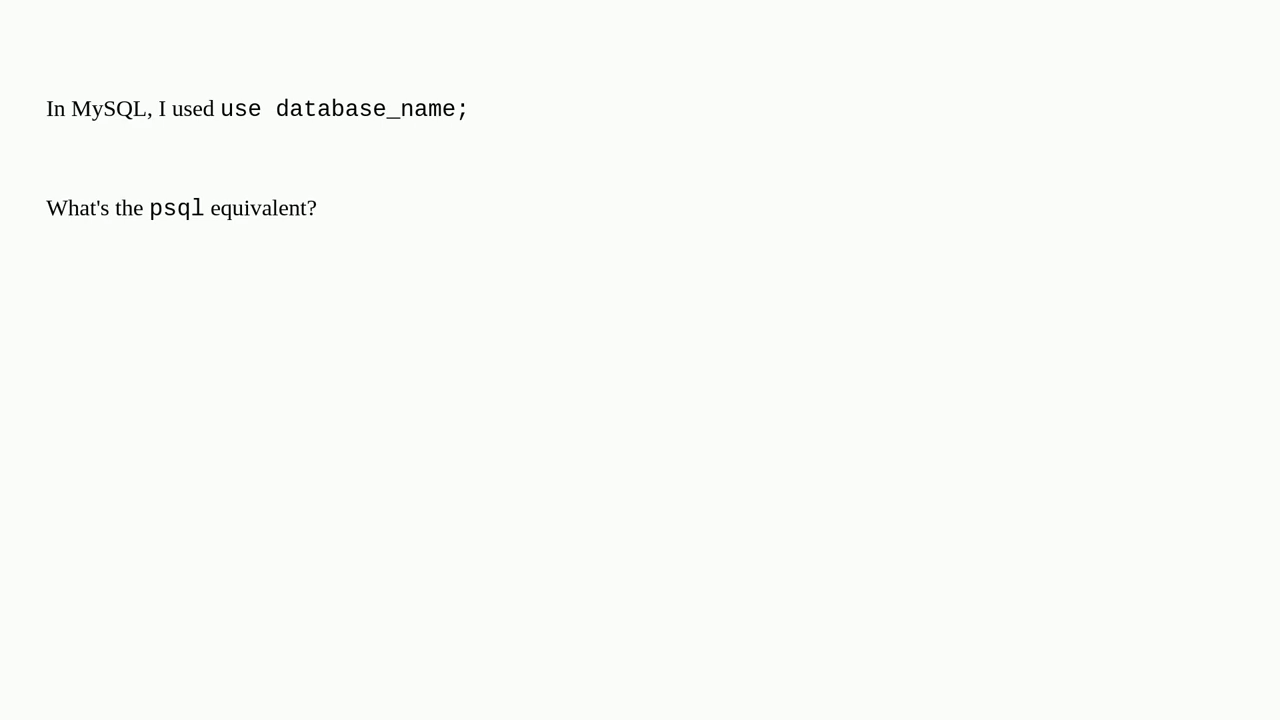 In MySQL, I used use database_name;
What's the psql equivalent?